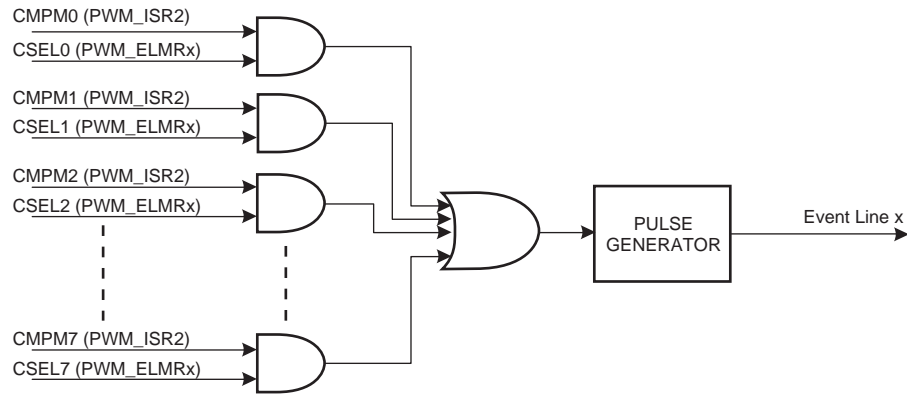 CMPM0 (PWM_ISR2)
CSEL0 (PWM_ELMRx)
CMPM1 (PWM_ISR2)
CSEL1 (PWM_ELMRx)
CMPM2 (PWM_ISR2)
CSEL2 (PWM_ELMRx)
PULSE
GENERATOR
Event Line x
CMPM7 (PWM_ISR2)
CSEL7 (PWM_ELMRx)